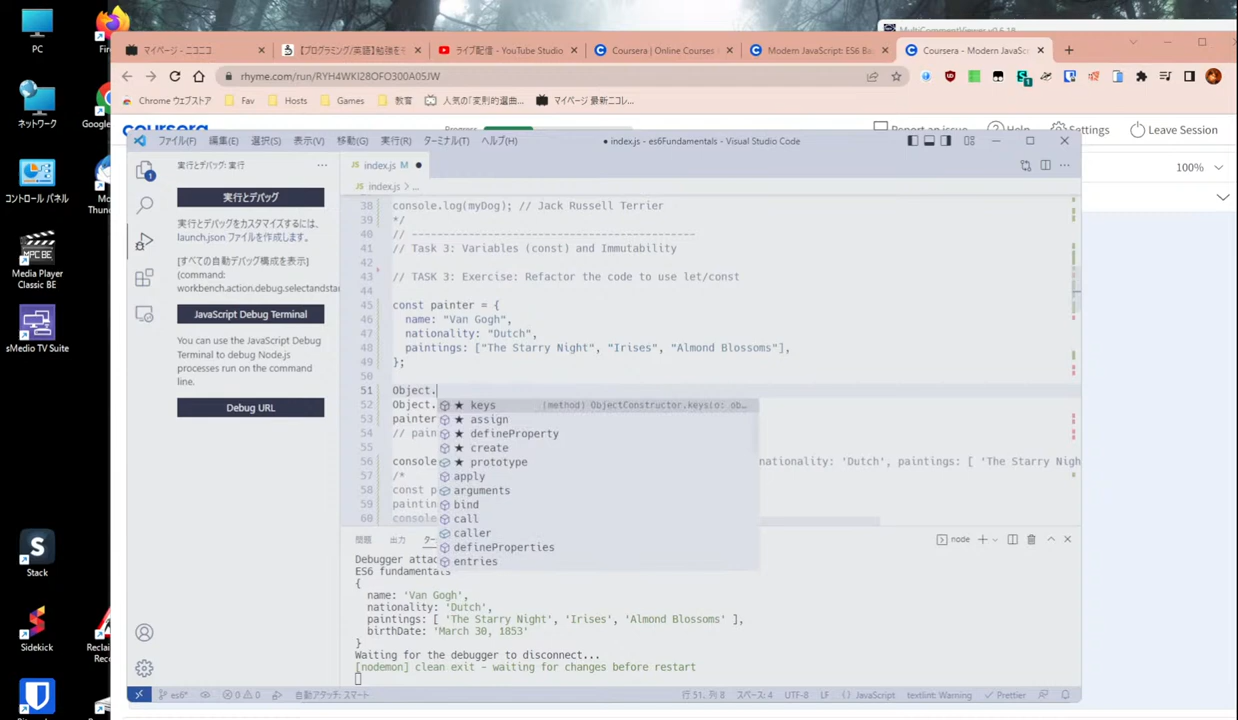 PC
ネットワーク
コントロール パネル
Media Player
Classic BE
sMedio TV Suite
Stack
Sidekick
マイページ - ニコニコ
【プログラミング/英語】勉強をモ
ライブ配信 - YouTube Studio
Coursera | Online Courses
Modern JavaScript: ES6 Ba
Coursera - Modern JavaSc
rhyme.com/run/RYH4WKI28OFO300A05JW
Chrome ウェブストア
Fav
Hosts
Games
教育
人気の「変則的選曲...
マイページ 最新ニコレ...
Report an issue
Help
Settings
Leave Session
100%
ファイル(F)
編集(E)
選択(S)
表示(V)
移動(G)
実行(R)
ターミナル(T)
ヘルプ(H)
● index.js - es6Fundamentals - Visual Studio Code
実行とデバッグ: 実行
index.js M
実行とデバッグ
index.js > ...
実行とデバッグをカスタマイズするには、
launch.json ファイルを作成します。
[すべての自動デバッグ構成を表示]
(command:
workbench.action.debug.selectandstar
JavaScript Debug Terminal
You can use the JavaScript Debug
Terminal to debug Node.js
processes run on the command
line.
Debug URL
38 console.log(myDog); // Jack Russell Terrier
39 */
40 // ------------------------------------------
41 // Task 3: Variables (const) and Immutability
42
43 // TASK 3: Exercise: Refactor the code to use let/const
44
45 const painter = {
46 name: "Van Gogh",
47 nationality: "Dutch",
48 paintings: ["The Starry Night", "Irises", "Almond Blossoms"],
49 };
50
51 Object.
52 Object.
53 painter
54 // pain
55
56 console nationality: 'Dutch', paintings: [ 'The Starry Nigh
57 /*
58 const p
59 paintin
60 console
★ keys (method) ObjectConstructor.keys(o: ob…
★ assign
★ defineProperty
★ create
★ prototype
apply
arguments
bind
call
caller
defineProperties
entries
問題
出力
node
Debugger attac
ES6 fundamentals
{
name: 'Van Gogh',
nationality: 'Dutch',
paintings: [ 'The Starry Night', 'Irises', 'Almond Blossoms' ],
birthDate: 'March 30, 1853'
}
Waiting for the debugger to disconnect...
[nodemon] clean exit - waiting for changes before restart
es6*
0
0
自動アタッチ: スマート
行 51、列 8
スペース: 4
UTF-8
LF
{ } JavaScript
textlint: Warning
Prettier